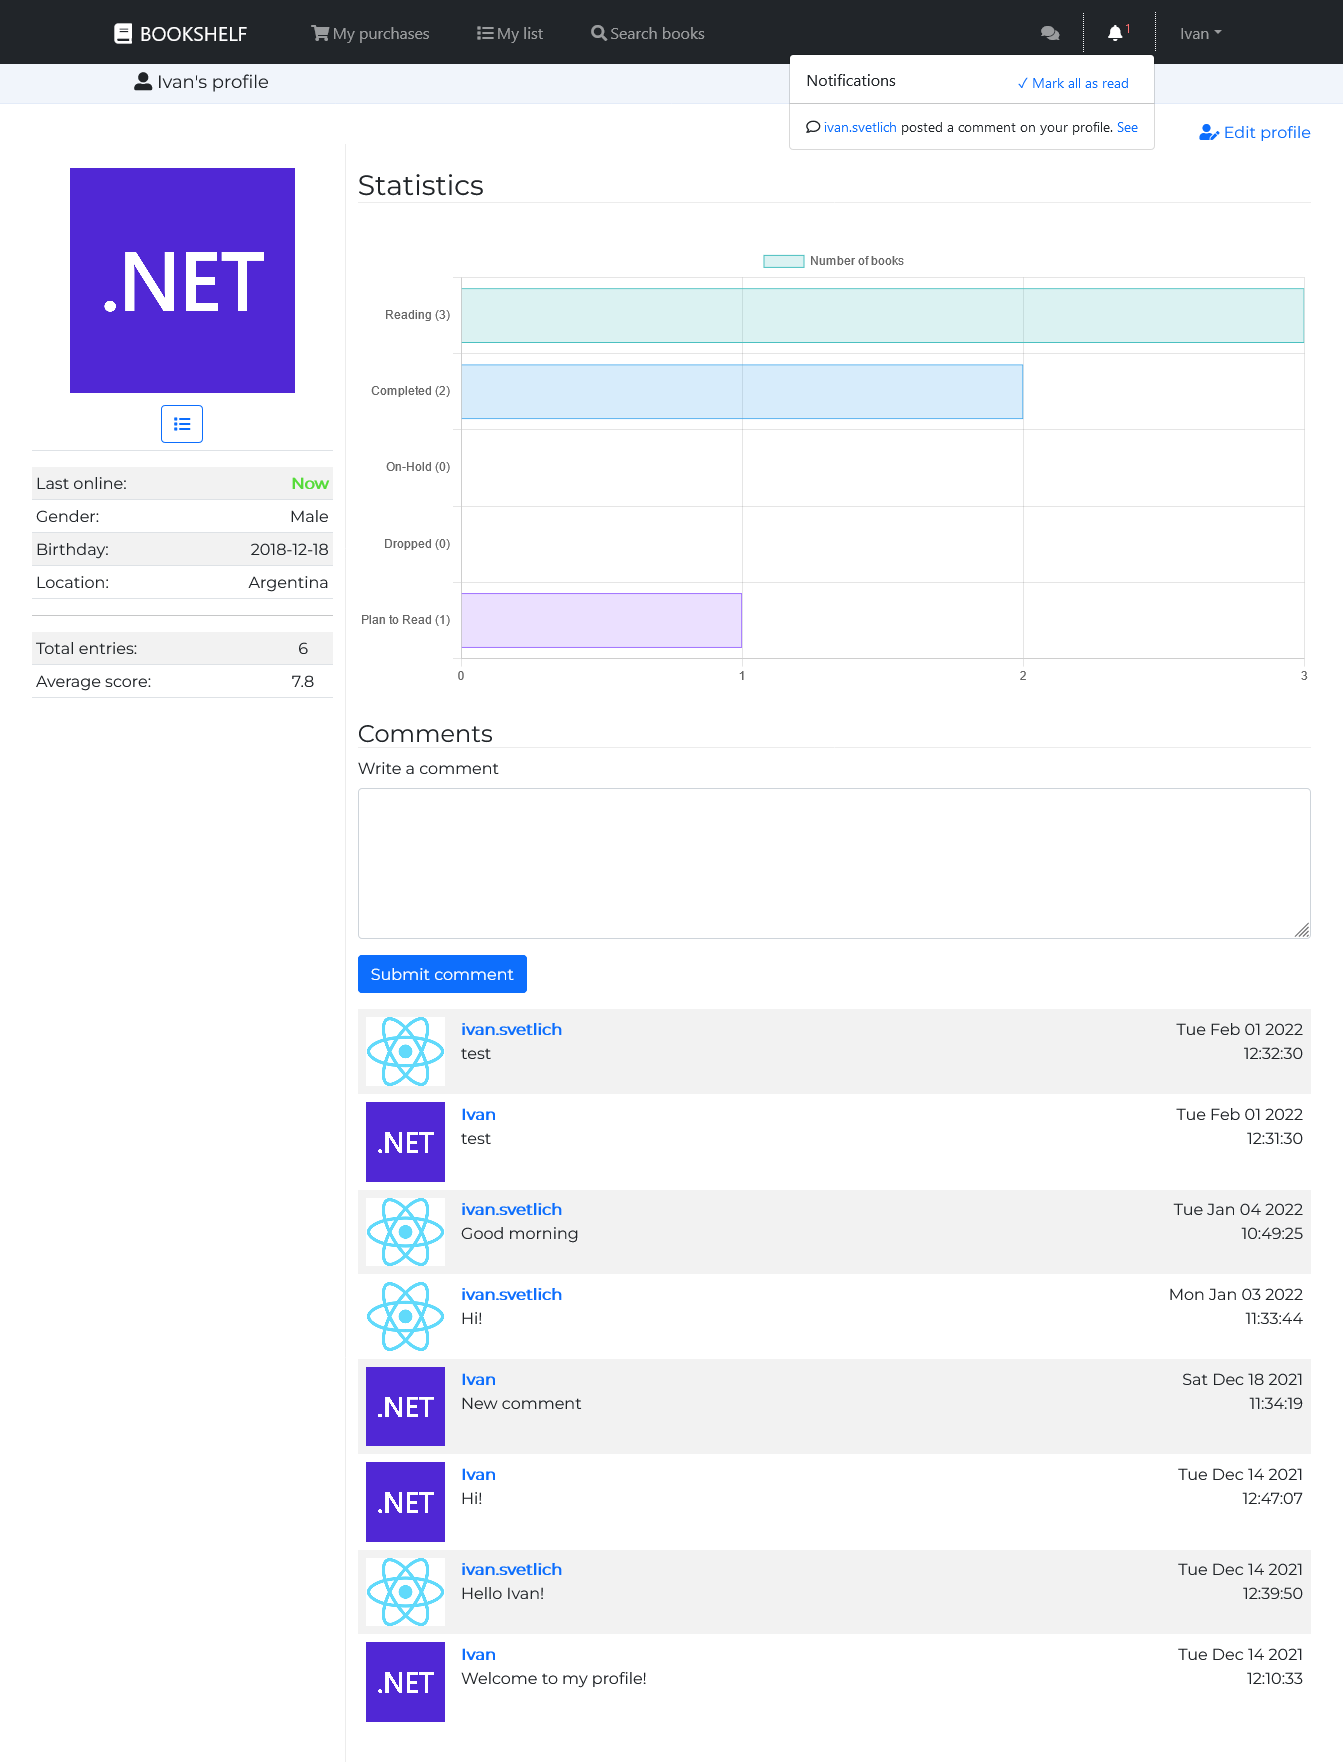 BOOKSHELF
My purchases
My list
Search books
1
Ivan
Ivan's profile
Notifications
✓ Mark all as read
ivan.svetlich posted a comment on your profile. See
Edit profile
.NET
Last online: Now
Gender: Male
Birthday: 2018-12-18
Location: Argentina
Total entries: 6
Average score: 7.8
Statistics
Number of books
Reading (3)
Completed (2)
On-Hold (0)
Dropped (0)
Plan to Read (1)
0 1 2 3
Comments
Write a comment
Submit comment
ivan.svetlich Tue Feb 01 2022
test 12:32:30
Ivan Tue Feb 01 2022
.NET test 12:31:30
ivan.svetlich Tue Jan 04 2022
Good morning 10:49:25
ivan.svetlich Mon Jan 03 2022
Hi! 11:33:44
Ivan Sat Dec 18 2021
.NET New comment 11:34:19
Ivan Tue Dec 14 2021
.NET Hi! 12:47:07
ivan.svetlich Tue Dec 14 2021
Hello Ivan! 12:39:50
Ivan Tue Dec 14 2021
.NET Welcome to my profile! 12:10:33